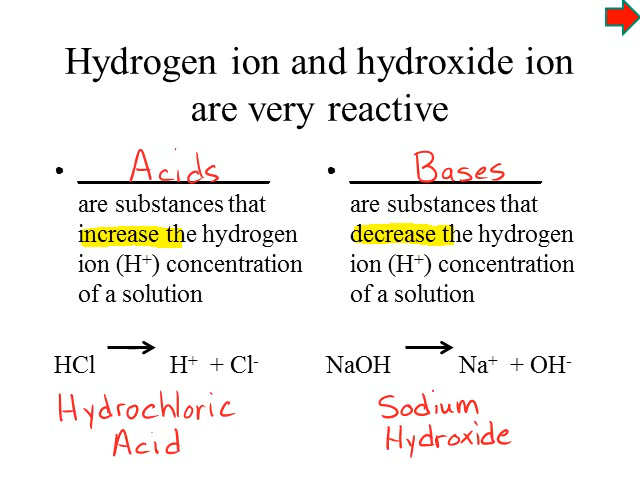 Hydrogen ion and hydroxide ion
are very reactive
• Acids
are substances that
increase the hydrogen
ion (H⁺) concentration
of a solution
HCl → H⁺ + Cl⁻
Hydrochloric
Acid
• Bases
are substances that
decrease the hydrogen
ion (H⁺) concentration
of a solution
NaOH → Na⁺ + OH⁻
Sodium
Hydroxide